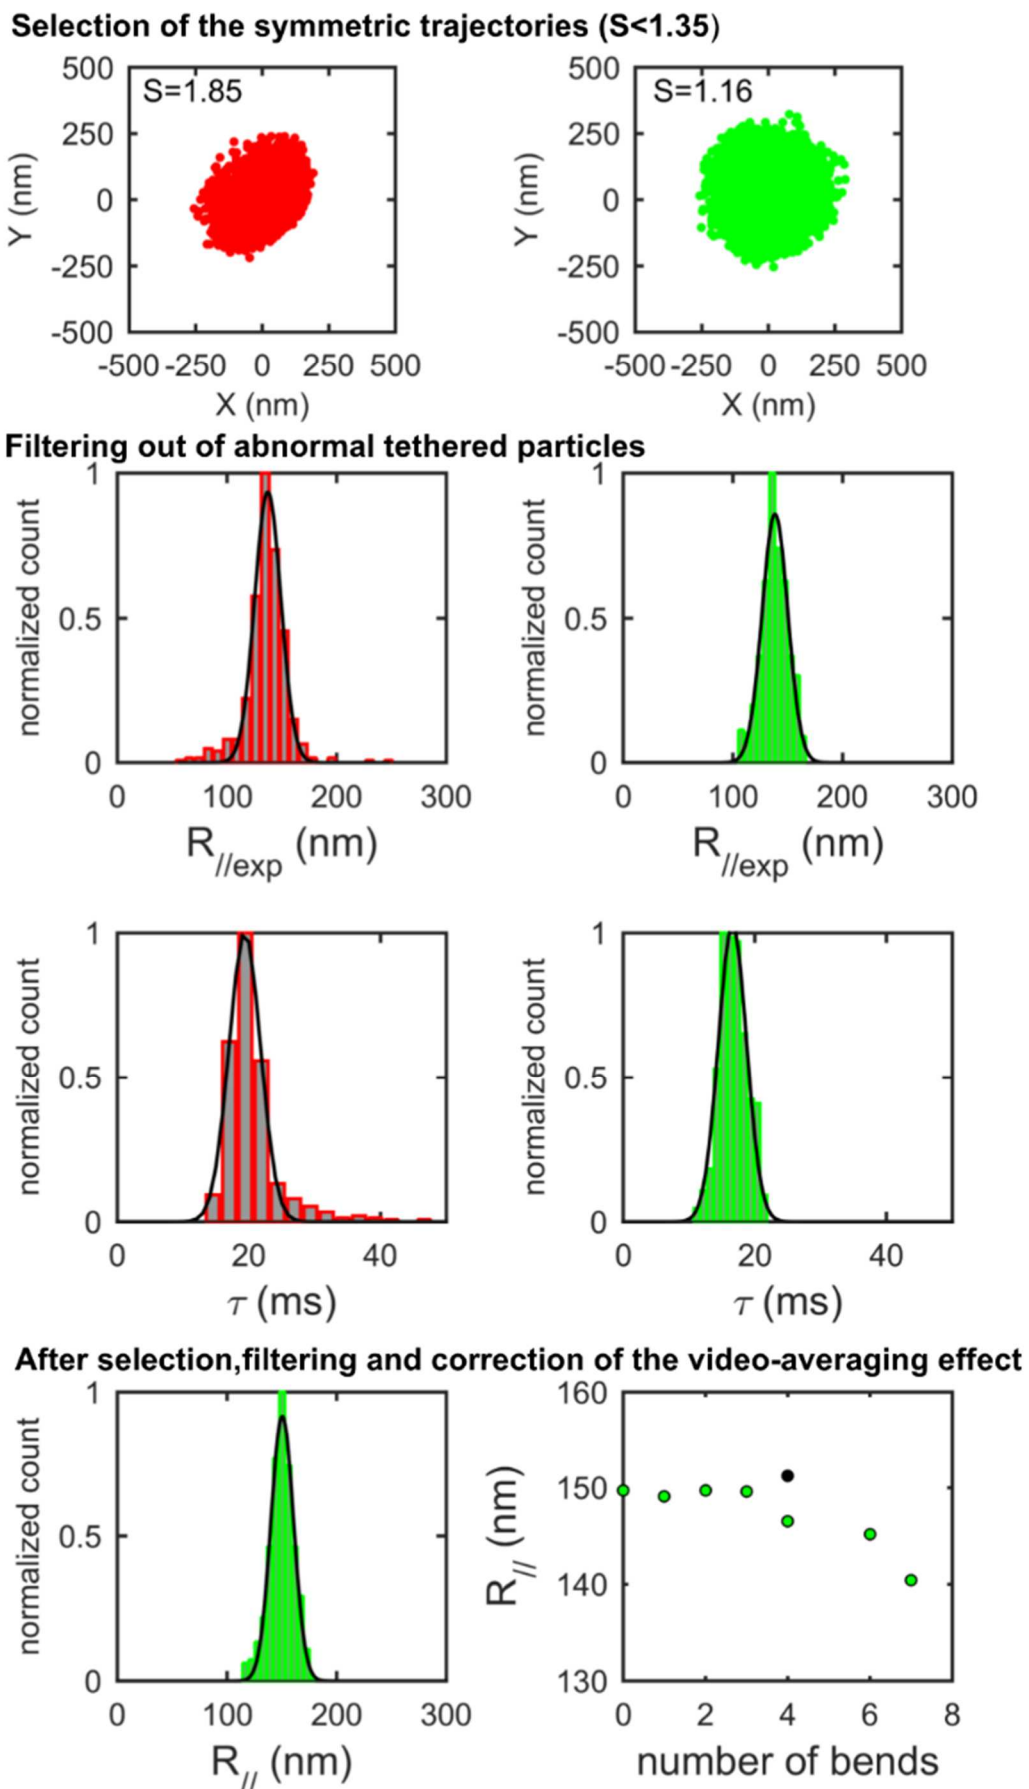 Selection of the symmetric trajectories (S<1.35)
500
250
0
-250
-500
Y (nm)
S=1.85
-500 -250 0 250 500
X (nm)
500
250
0
-250
-500
Y (nm)
S=1.16
-500 -250 0 250 500
X (nm)
Filtering out of abnormal tethered particles
1
0.5
0
normalized count
0 100 200 300
R//exp (nm)
1
0.5
0
normalized count
0 100 200 300
R//exp (nm)
1
0.5
0
normalized count
0 20 40
τ (ms)
1
0.5
0
normalized count
0 20 40
τ (ms)
After selection,filtering and correction of the video-averaging effect
1
0.5
0
normalized count
0 100 200 300
R// (nm)
160
150
140
130
R// (nm)
0 2 4 6 8
number of bends